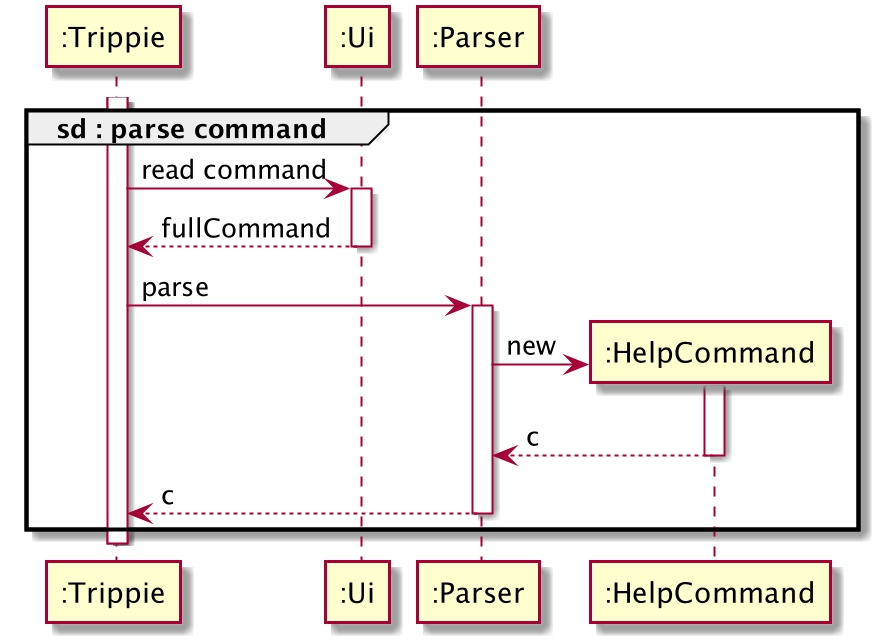 :Trippie :Ui :Parser
sd : parse command
read command
fullCommand
parse
new
:HelpCommand
c
c
:Trippie :Ui :Parser :HelpCommand